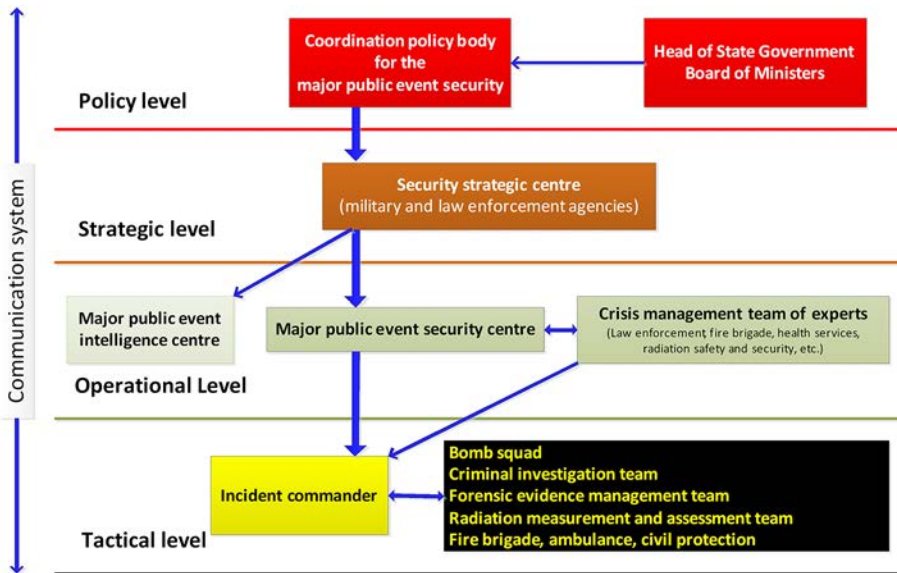 Communication system
Coordination policy body
for the
major public event security
Head of State Government
Board of Ministers
Policy level
Security strategic centre
(military and law enforcement agencies)
Strategic level
Major public event
intelligence centre
Major public event security centre
Crisis management team of experts
(Law enforcement, fire brigade, health services,
radiation safety and security, etc.)
Operational Level
Incident commander
Bomb squad
Criminal investigation team
Forensic evidence management team
Radiation measurement and assessment team
Fire brigade, ambulance, civil protection
Tactical level